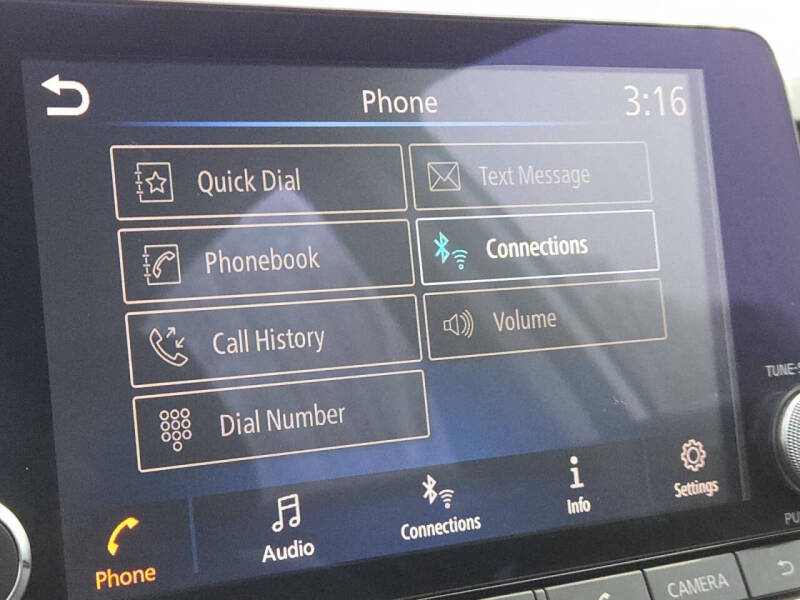 Phone
3:16
Quick Dial
Text Message
Phonebook
Connections
Call History
Volume
Dial Number
Phone
Audio
Connections
Info
Settings
CAMERA